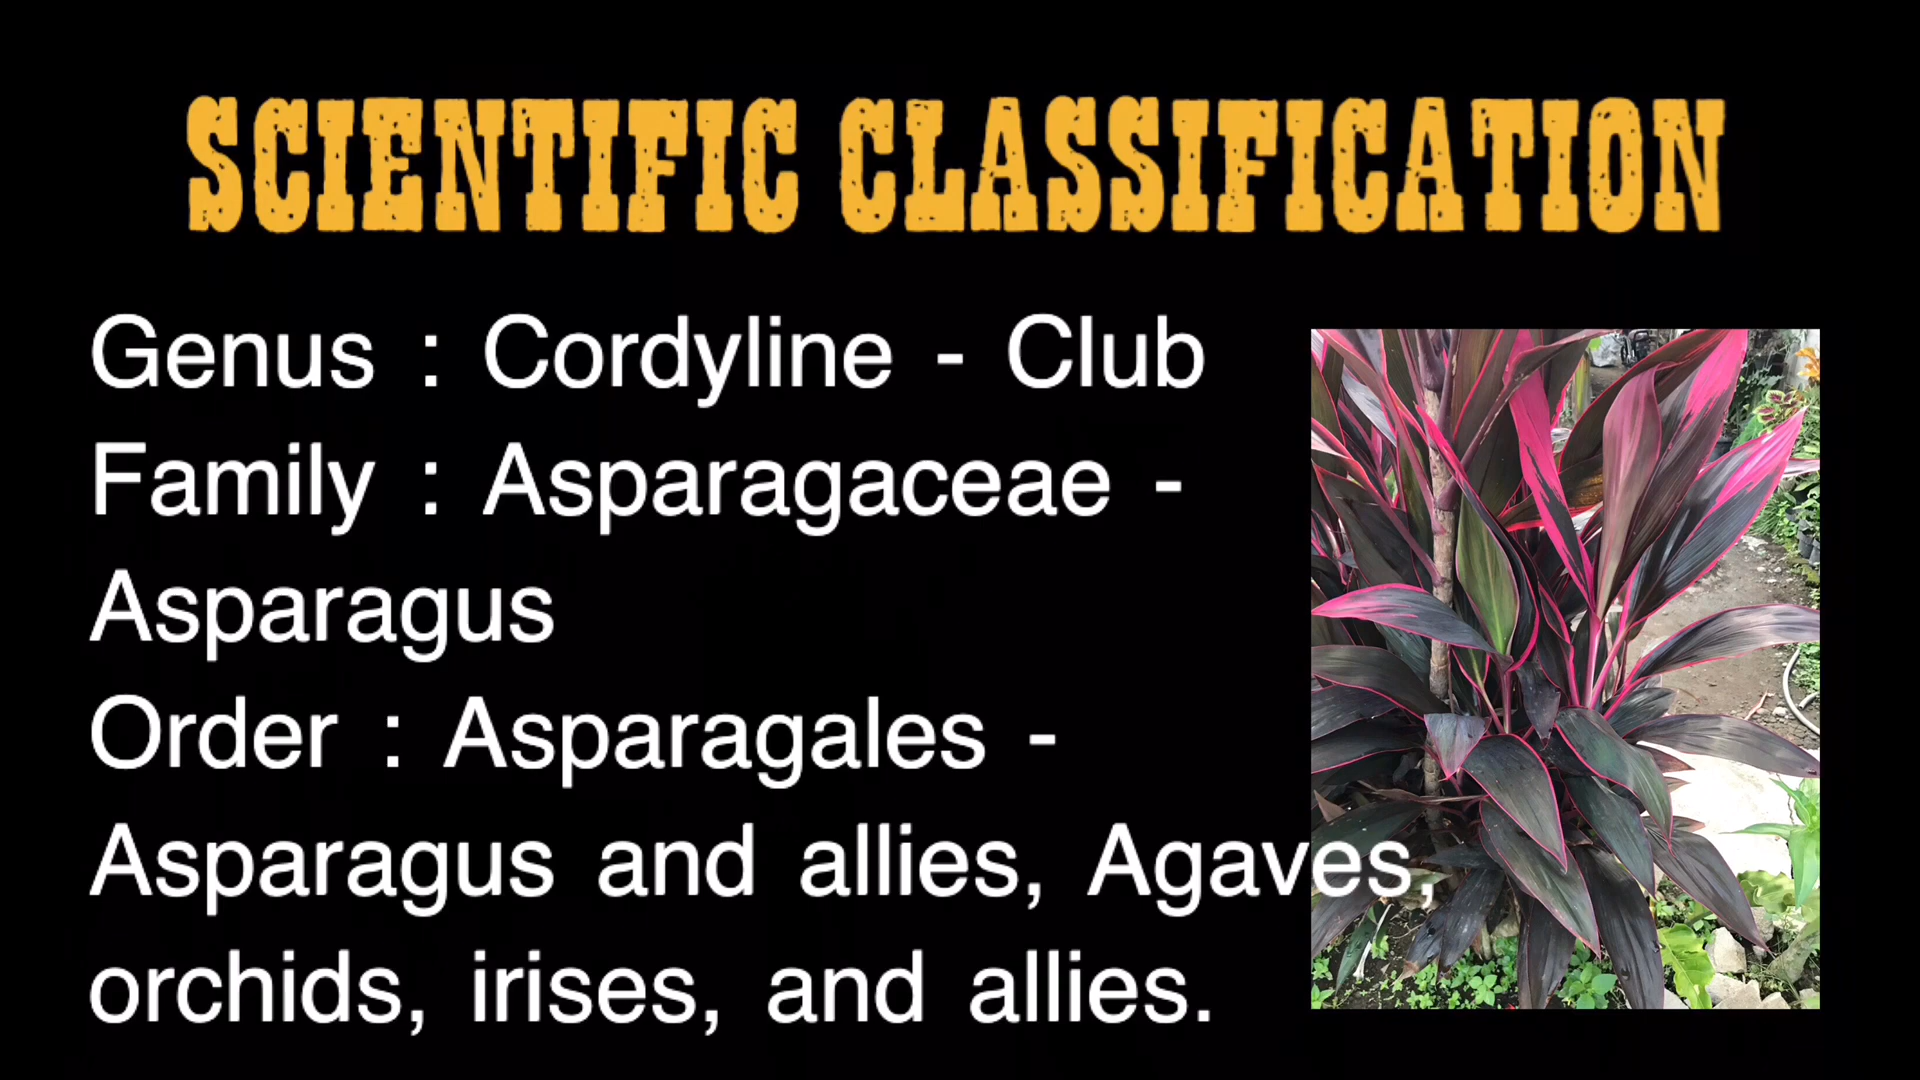 SCIENTIFIC CLASSIFICATION
Genus : Cordyline - Club
Family : Asparagaceae -
Asparagus
Order : Asparagales -
Asparagus and allies, Agaves,
orchids, irises, and allies.